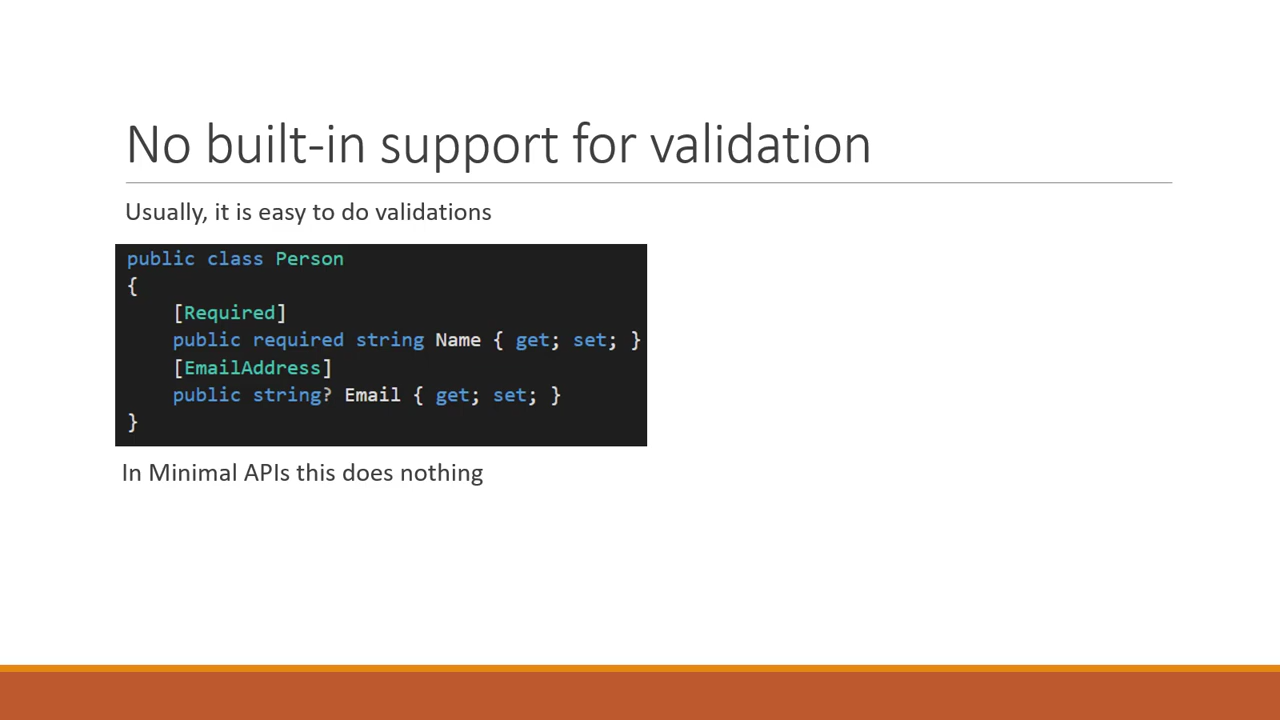 No built-in support for validation
Usually, it is easy to do validations
public class Person
{
    [Required]
    public required string Name { get; set; }
    [EmailAddress]
    public string? Email { get; set; }
}
In Minimal APIs this does nothing